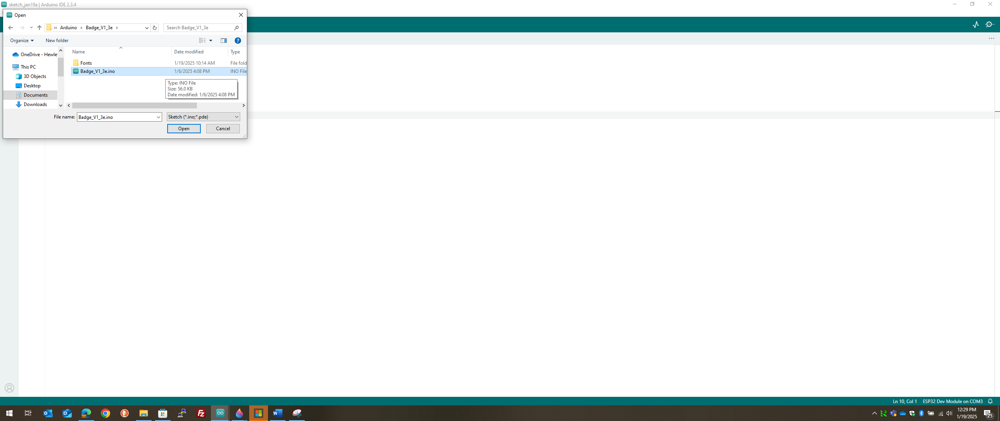 sketch_jan19a | Arduino IDE 2.3.4
Open
« Arduino > Badge_V1_3e >
Search Badge_V1_3e
Organize
New folder
Name
Date modified
Type
OneDrive - Hewle
This PC
3D Objects
Desktop
Documents
Downloads
Fonts
1/19/2025 10:14 AM
File fold
Badge_V1_3e.ino
1/6/2025 4:08 PM
INO File
Type: INO File
Size: 56.0 KB
Date modified: 1/6/2025 4:08 PM
File name:
Badge_V1_3e.ino
Sketch (*.ino;*.pde)
Open
Cancel
Ln 10, Col 1
ESP32 Dev Module on COM3
12:29 PM
1/19/2025
25